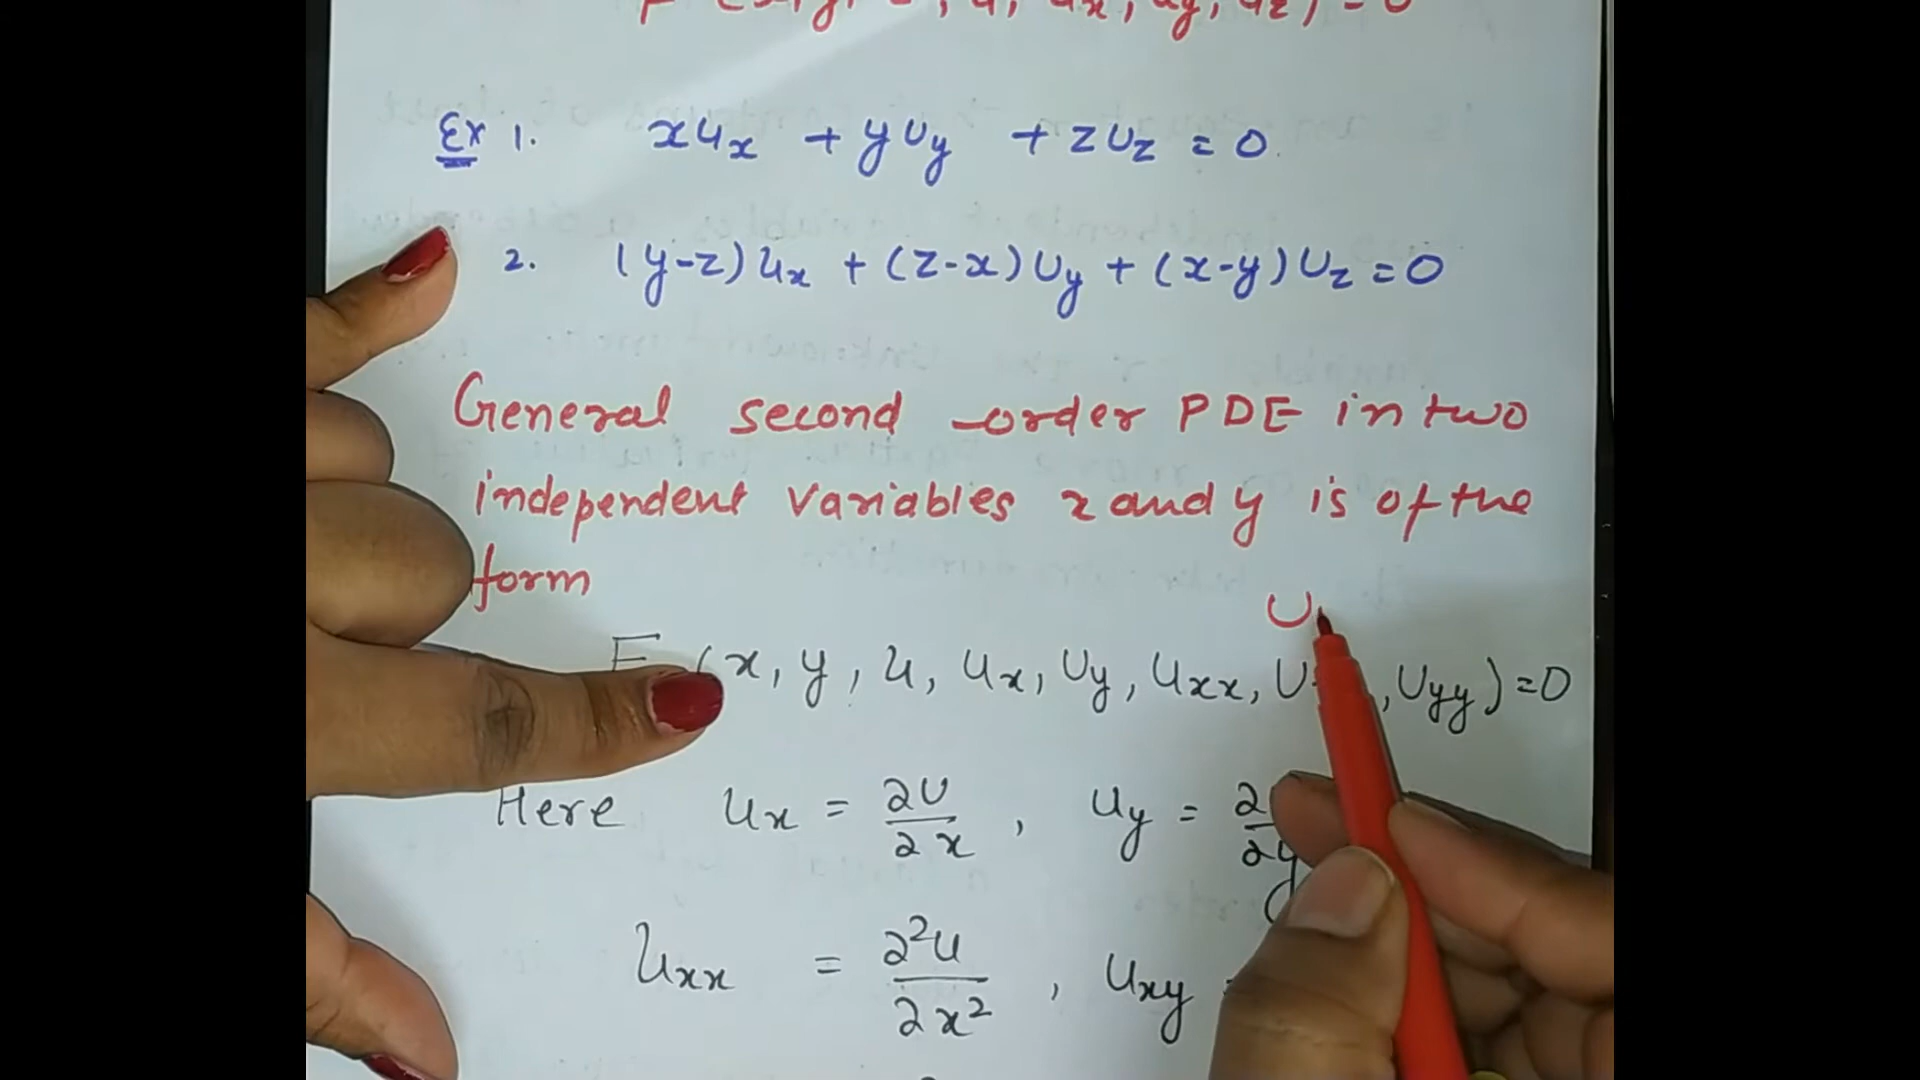 Ex 1. xux + yuy + zuz = 0.
2. (y-z)ux + (z-x)uy + (x-y)uz = 0
General second -order PDE in two
independent variables x and y is of the
form
U
F (x, y, u, ux, uy, uxx, U , uyy) = 0
Here ux = ∂u/∂x , uy = ∂ /∂y
uxx = ∂²u/∂x² , uxy